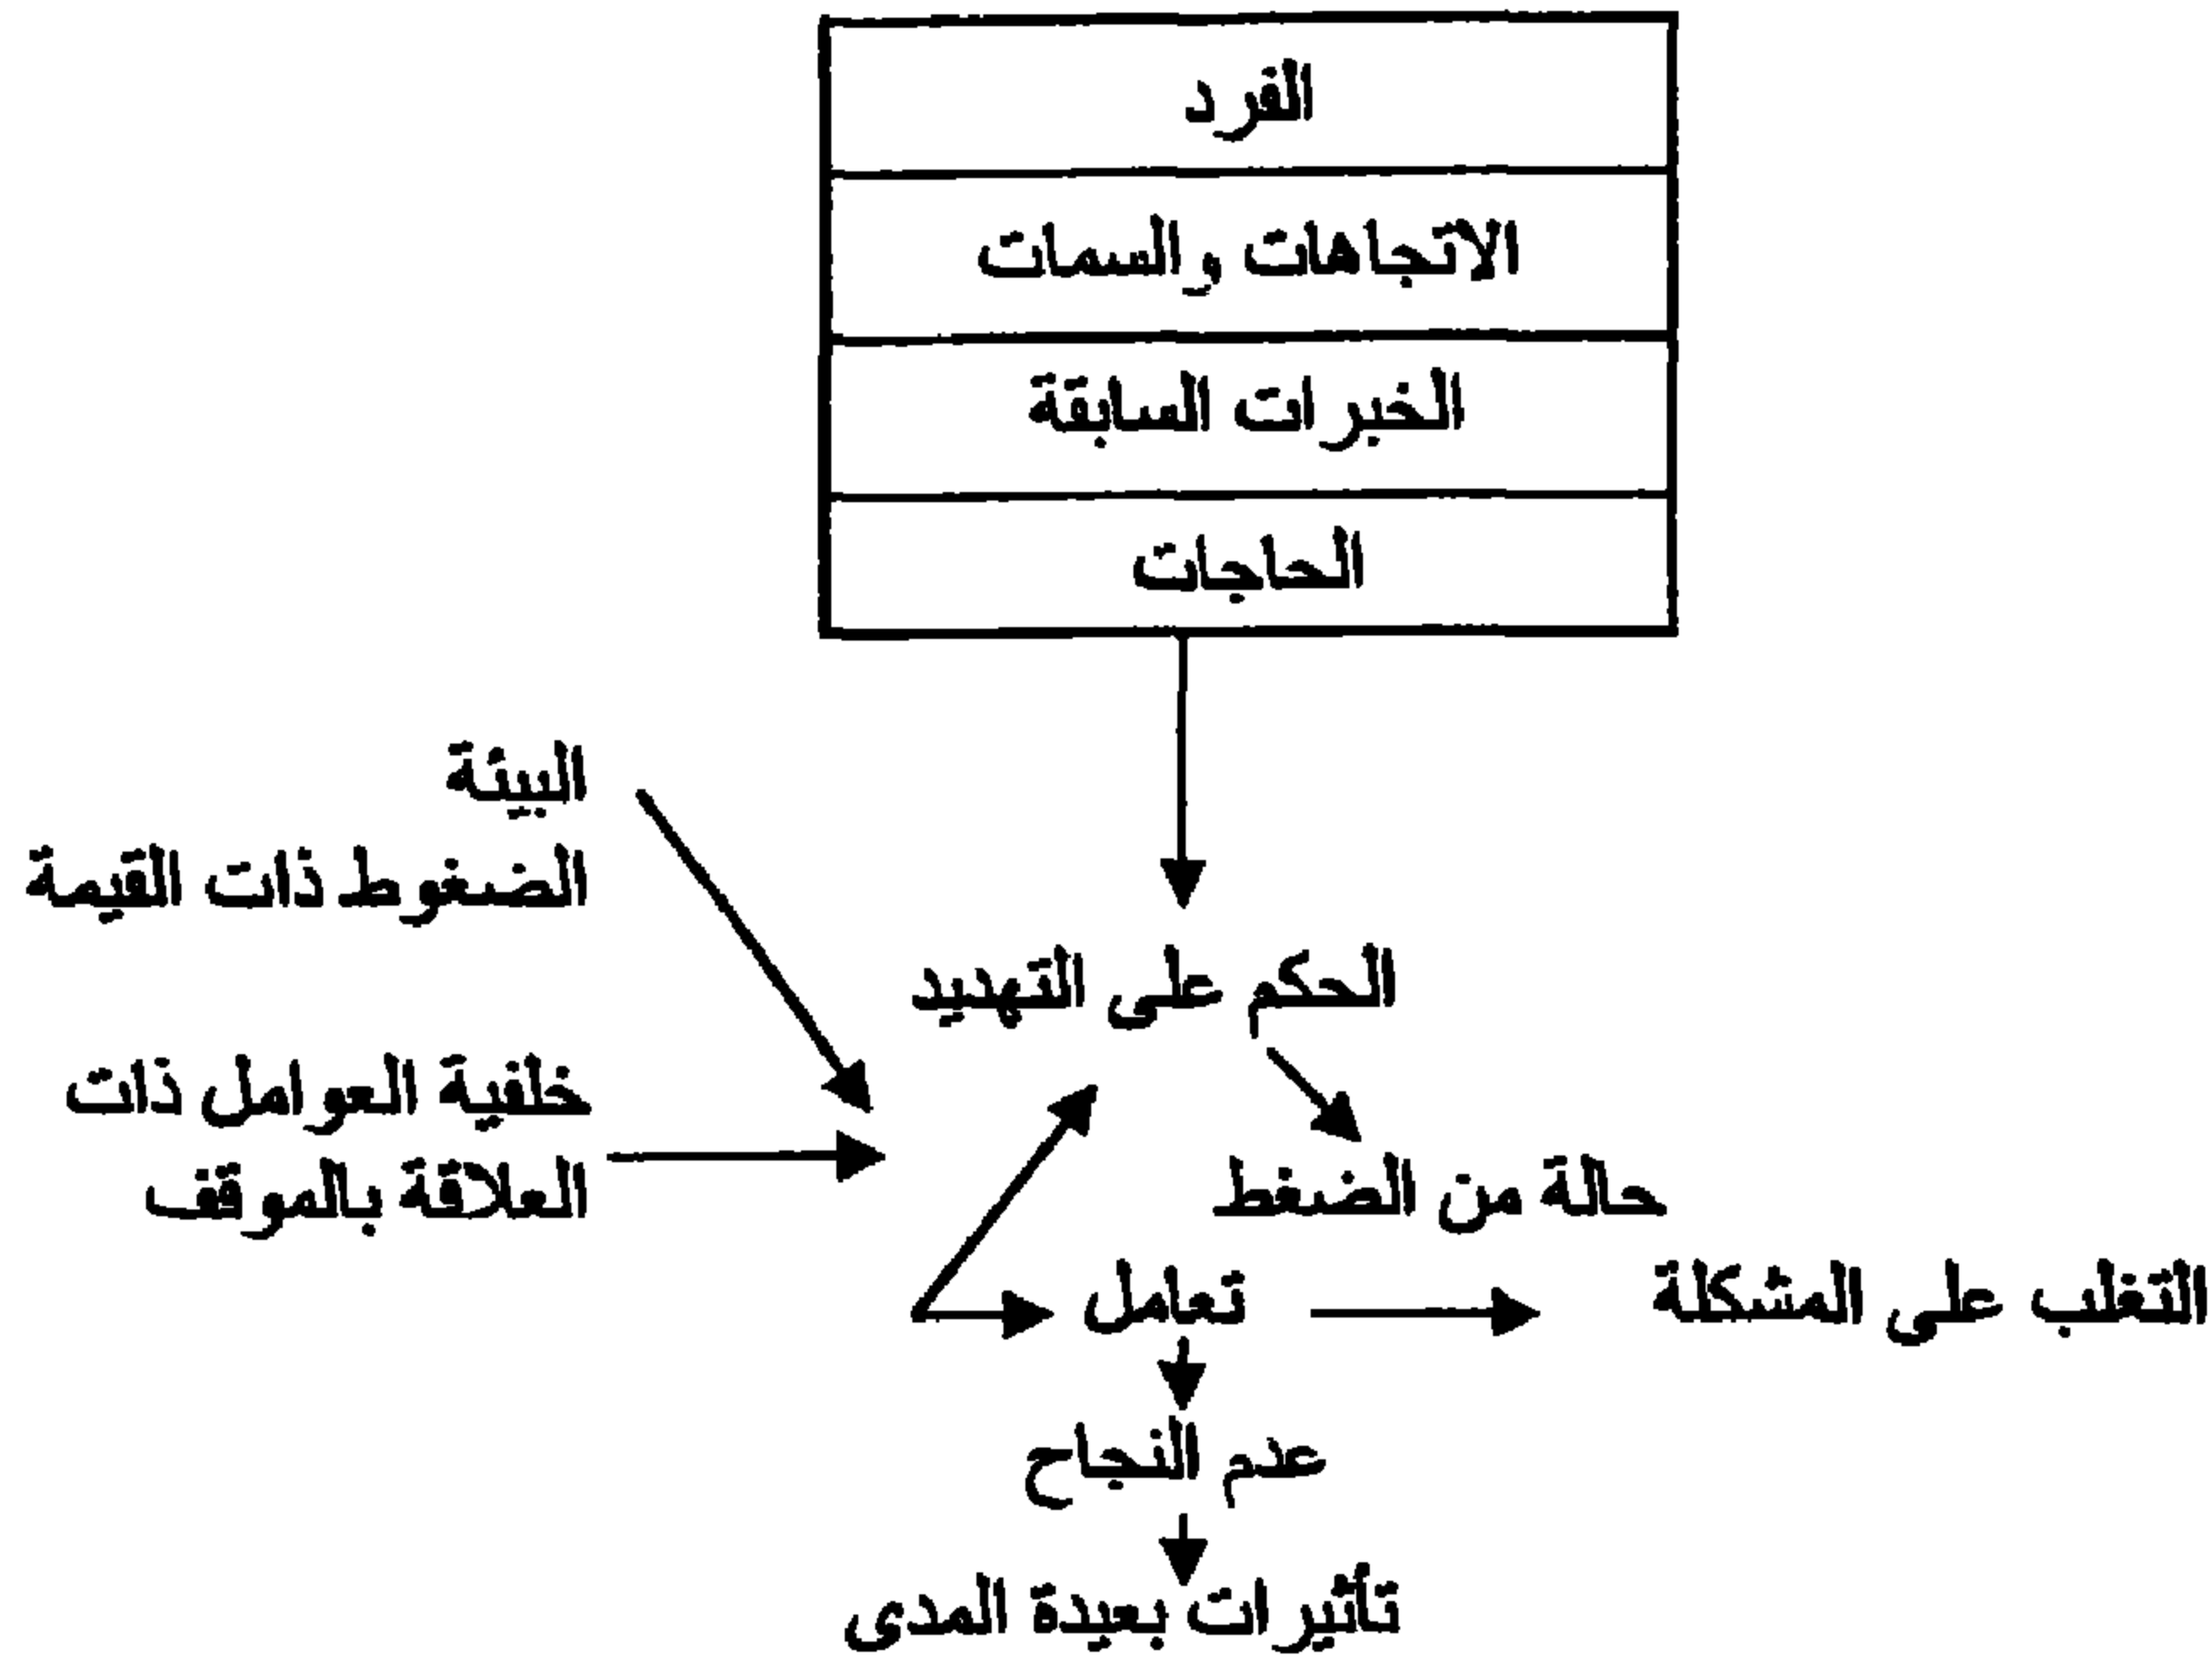 الفرد
الاتجاهات والسمات
الخبرات السابقة
الحاجات
البيئة
الضغوط ذات القيمة
الحكم على التهديد
خلفية العوامل ذات
العلاقة بالموقف
حالة من الضغط
تعامل
التغلب على المشكلة
عدم النجاح
تأثيرات بعيدة المدى